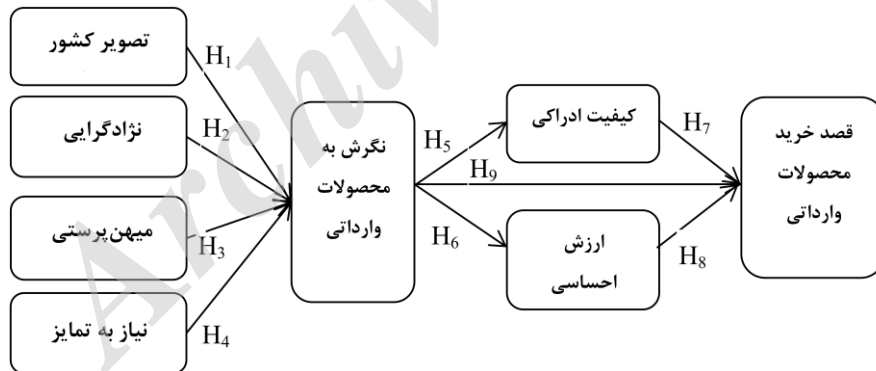 تصویر کشور
H1
نژادگرایی
H2
میهن‌پرستی
H3
نیاز به تمایز
H4
نگرش به
محصولات
وارداتی
H5
H9
H6
کیفیت ادراکی
ارزش
احساسی
H7
H8
قصد خرید
محصولات
وارداتی
Archiv